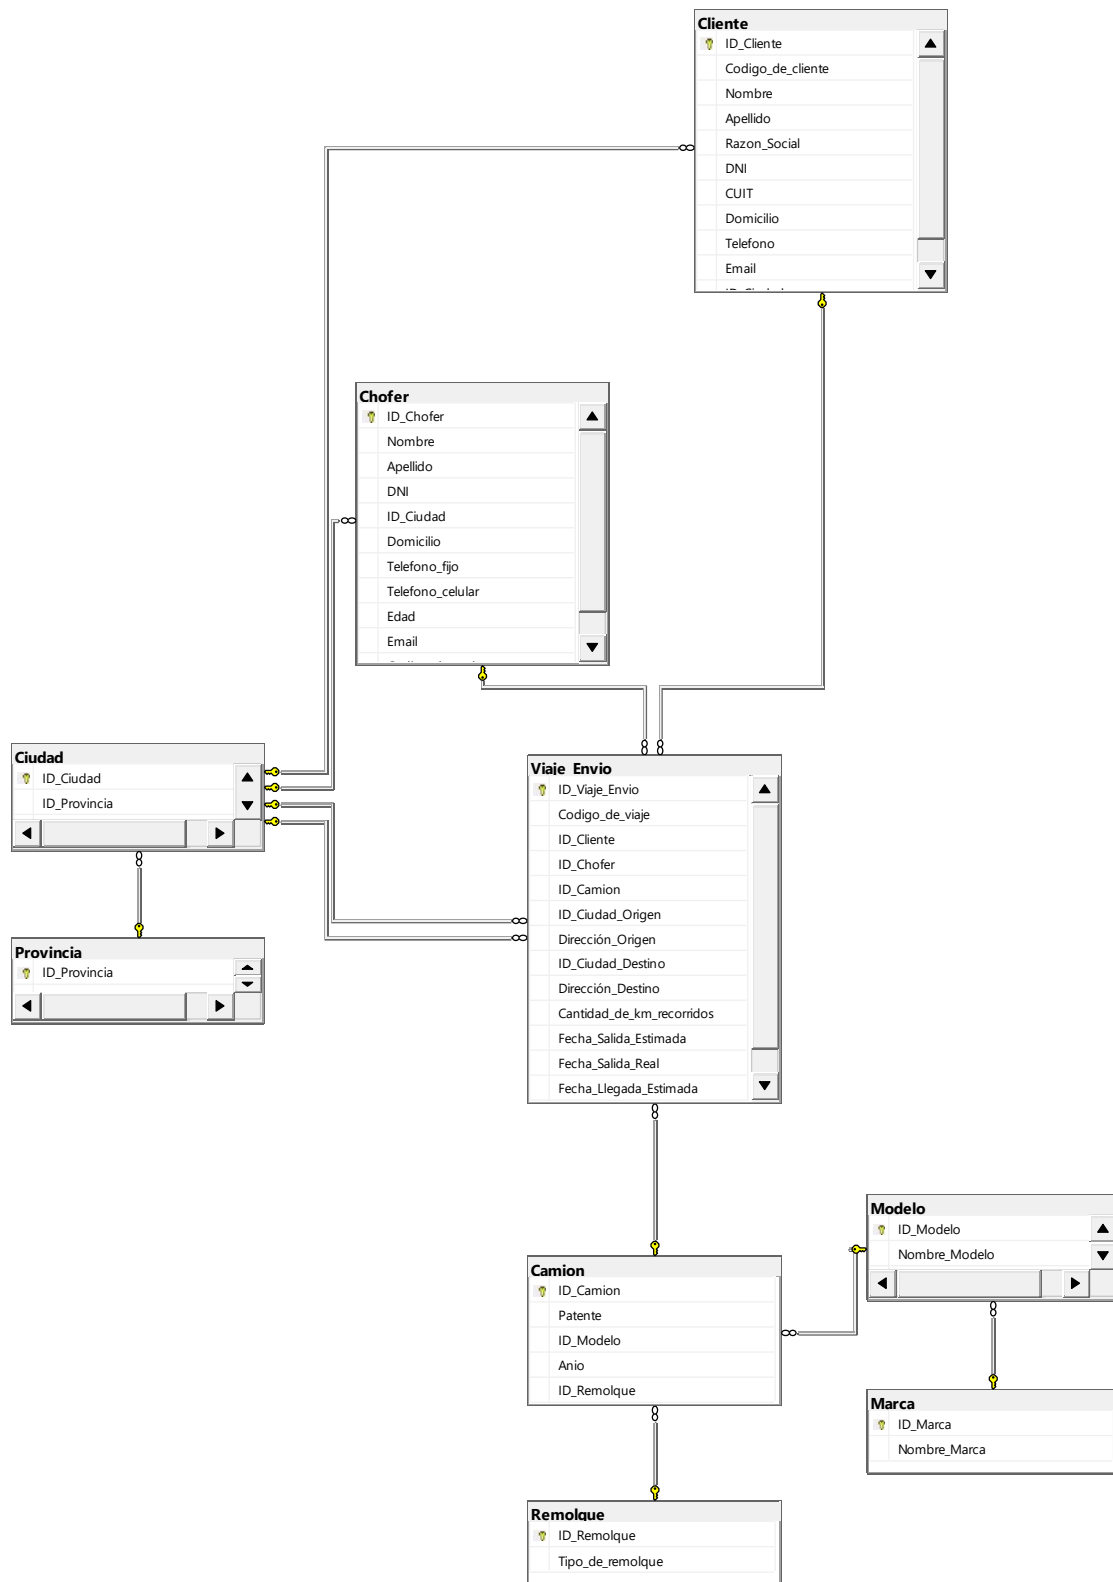 Cliente
ID_Cliente
Codigo_de_cliente
Nombre
Apellido
Razon_Social
DNI
CUIT
Domicilio
Telefono
Email
Chofer
ID_Chofer
Nombre
Apellido
DNI
ID_Ciudad
Domicilio
Telefono_fijo
Telefono_celular
Edad
Email
Ciudad
ID_Ciudad
ID_Provincia
Provincia
ID_Provincia
Viaje_Envio
ID_Viaje_Envio
Codigo_de_viaje
ID_Cliente
ID_Chofer
ID_Camion
ID_Ciudad_Origen
Dirección_Origen
ID_Ciudad_Destino
Dirección_Destino
Cantidad_de_km_recorridos
Fecha_Salida_Estimada
Fecha_Salida_Real
Fecha_Llegada_Estimada
Camion
ID_Camion
Patente
ID_Modelo
Anio
ID_Remolque
Modelo
ID_Modelo
Nombre_Modelo
Marca
ID_Marca
Nombre_Marca
Remolque
ID_Remolque
Tipo_de_remolque